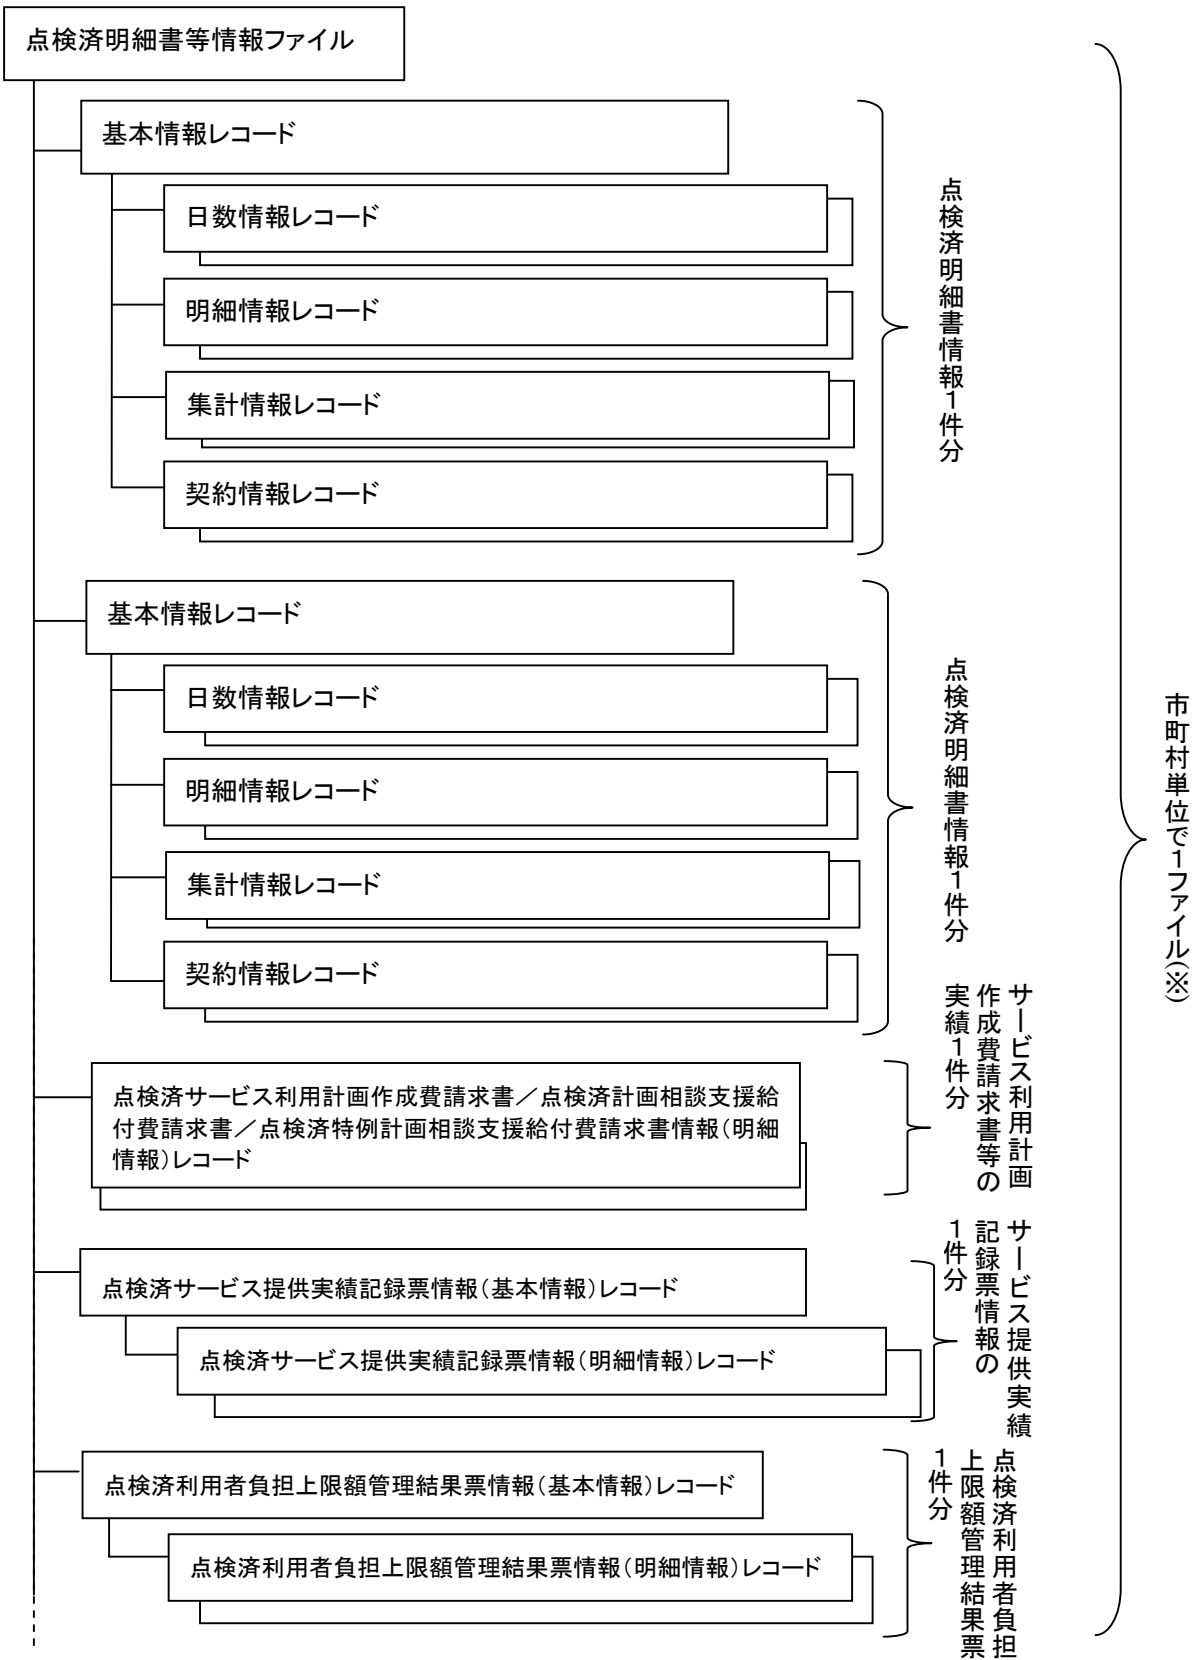 点検済明細書等情報ファイル
基本情報レコード
日数情報レコード
明細情報レコード
集計情報レコード
契約情報レコード
点検済明細書情報１件分
基本情報レコード
日数情報レコード
明細情報レコード
集計情報レコード
契約情報レコード
点検済明細書情報１件分
点検済サービス利用計画作成費請求書／点検済計画相談支援給
付費請求書／点検済特例計画相談支援給付費請求書情報（明細
情報）レコード
サービス利用計画
作成費請求書等の
実績１件分
点検済サービス提供実績記録票情報（基本情報）レコード
点検済サービス提供実績記録票情報（明細情報）レコード
サービス提供実績
記録票情報の
１件分
点検済利用者負担上限額管理結果票情報（基本情報）レコード
点検済利用者負担上限額管理結果票情報（明細情報）レコード
点検済利用者負担
上限額管理結果票
１件分
市町村単位で１ファイル(※)